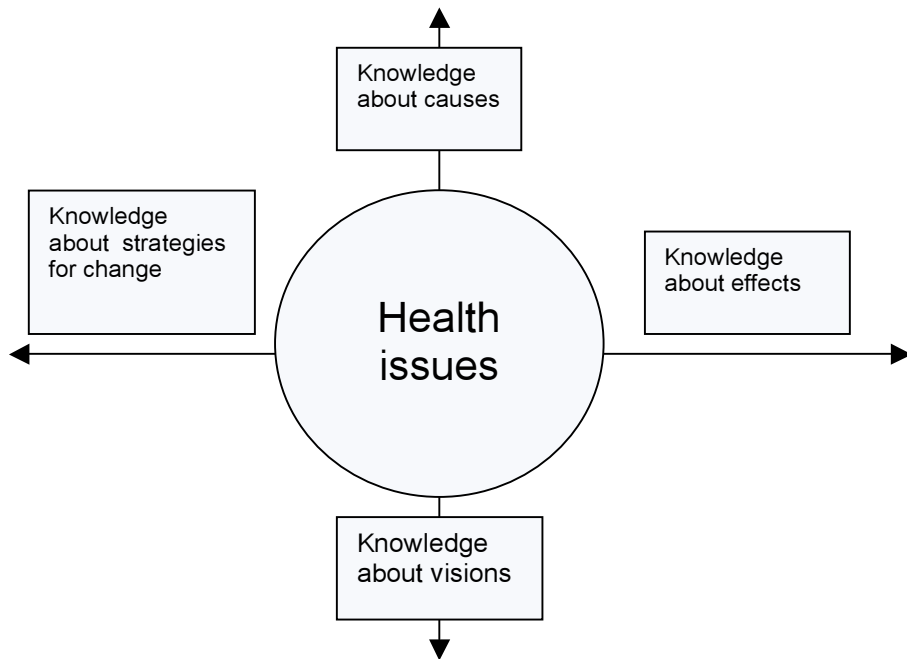 Knowledge
about causes
Knowledge
about  strategies
for change
Knowledge
about effects
Health
issues
Knowledge
about visions